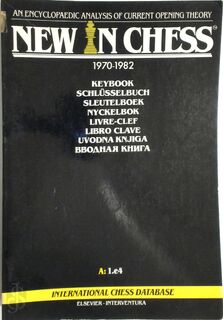 AN ENCYCLOPAEDIC ANALYSIS OF CURRENT OPENING THEORY
NEW IN CHESS
1970-1982
KEYBOOK
SCHLÜSSELBUCH
SLEUTELBOEK
NYCKELBOK
LIVRE-CLEF
LIBRO CLAVE
UVODNA KNJIGA
ВВОДНАЯ КНИГА
A: 1.e4
INTERNATIONAL CHESS DATABASE
ELSEVIER - INTERVENTURA